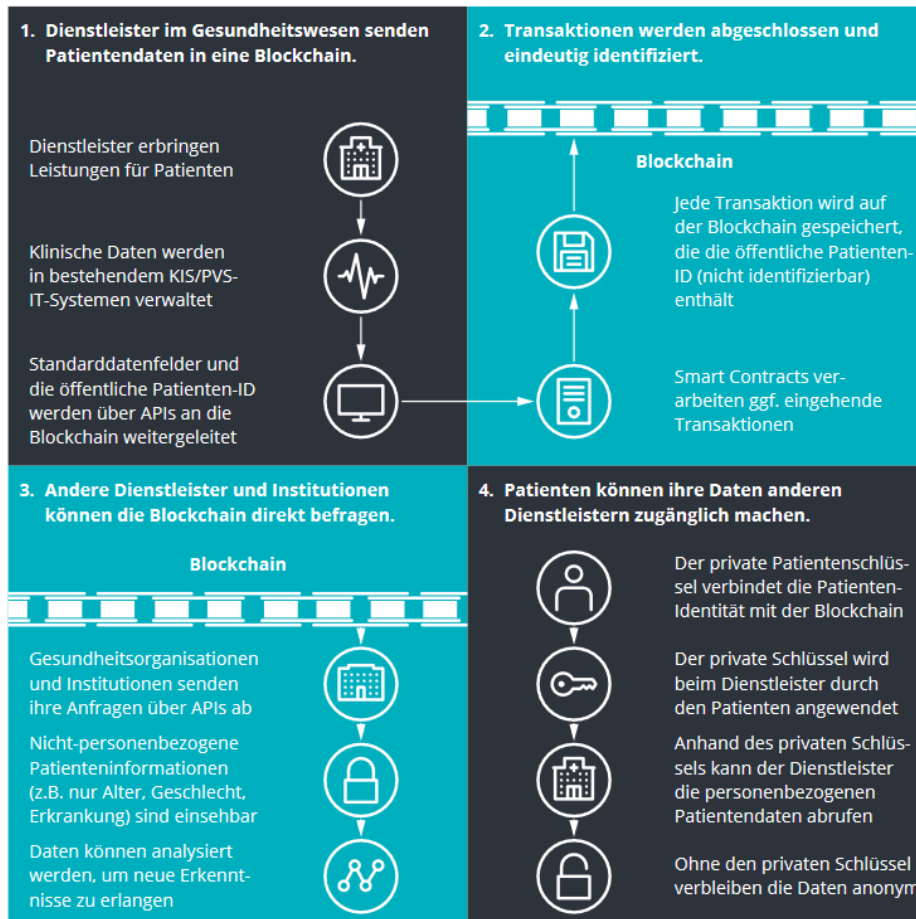 1. Dienstleister im Gesundheitswesen senden
Patientendaten in eine Blockchain.
Dienstleister erbringen
Leistungen für Patienten
Klinische Daten werden
in bestehendem KIS/PVS-
IT-Systemen verwaltet
Standarddatenfelder und
die öffentliche Patienten-ID
werden über APIs an die
Blockchain weitergeleitet
2. Transaktionen werden abgeschlossen und
eindeutig identifiziert.
Blockchain
Jede Transaktion wird auf
der Blockchain gespeichert,
die die öffentliche Patienten-
ID (nicht identifizierbar)
enthält
Smart Contracts ver-
arbeiten ggf. eingehende
Transaktionen
3. Andere Dienstleister und Institutionen
können die Blockchain direkt befragen.
Blockchain
Gesundheitsorganisationen
und Institutionen senden
ihre Anfragen über APIs ab
Nicht-personenbezogene
Patienteninformationen
(z.B. nur Alter, Geschlecht,
Erkrankung) sind einsehbar
Daten können analysiert
werden, um neue Erkennt-
nisse zu erlangen
4. Patienten können ihre Daten anderen
Dienstleistern zugänglich machen.
Der private Patientenschlüs-
sel verbindet die Patienten-
Identität mit der Blockchain
Der private Schlüssel wird
beim Dienstleister durch
den Patienten angewendet
Anhand des privaten Schlüs-
sels kann der Dienstleister
die personenbezogenen
Patientendaten abrufen
Ohne den privaten Schlüssel
verbleiben die Daten anonym